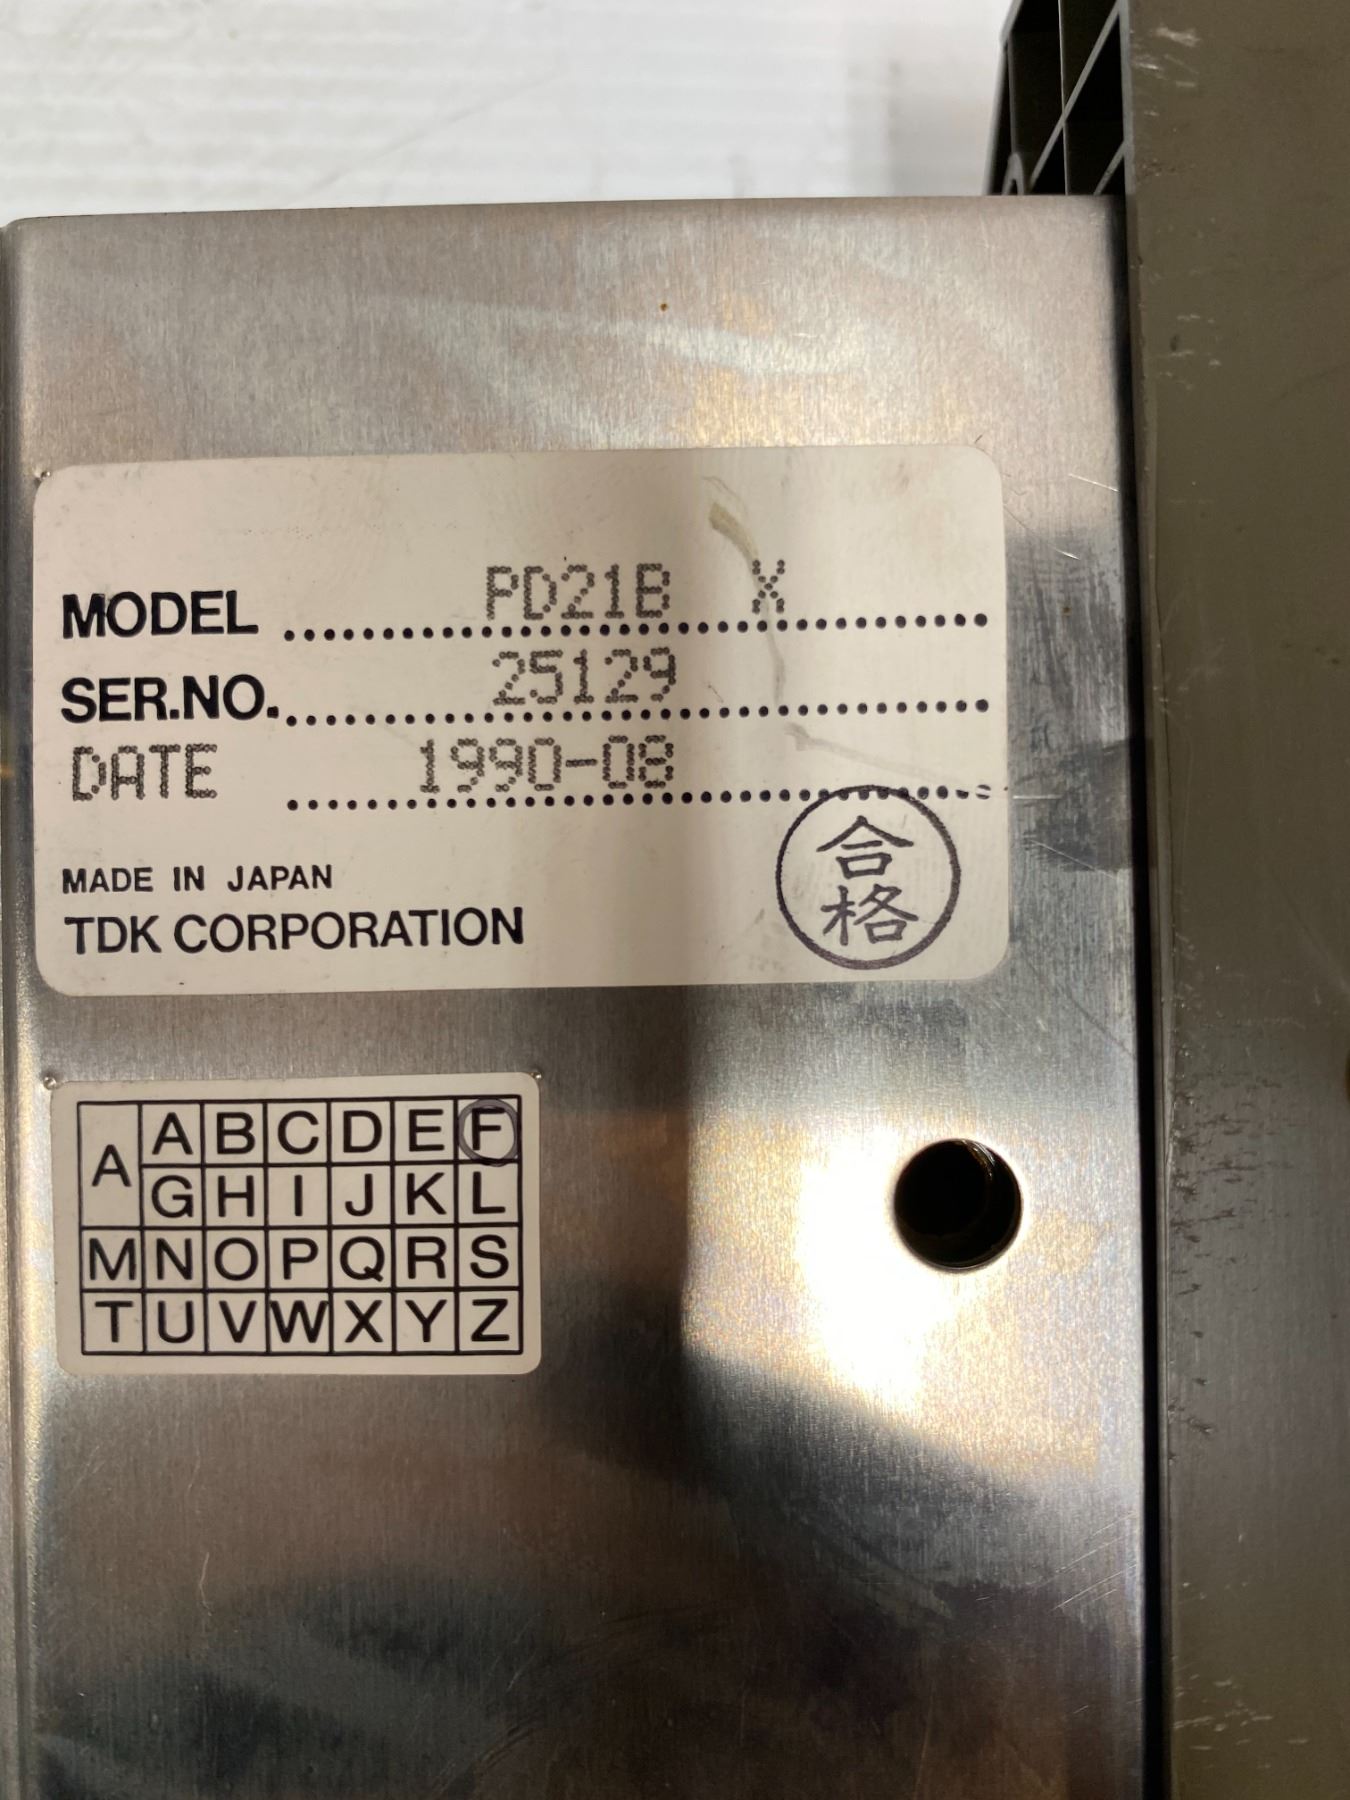 MODEL PD21B X
SER.NO. 25129
DATE 1990-08
MADE IN JAPAN
TDK CORPORATION
合
格
A A B C D E F
G H I J K L
M N O P Q R S
T U V W X Y Z